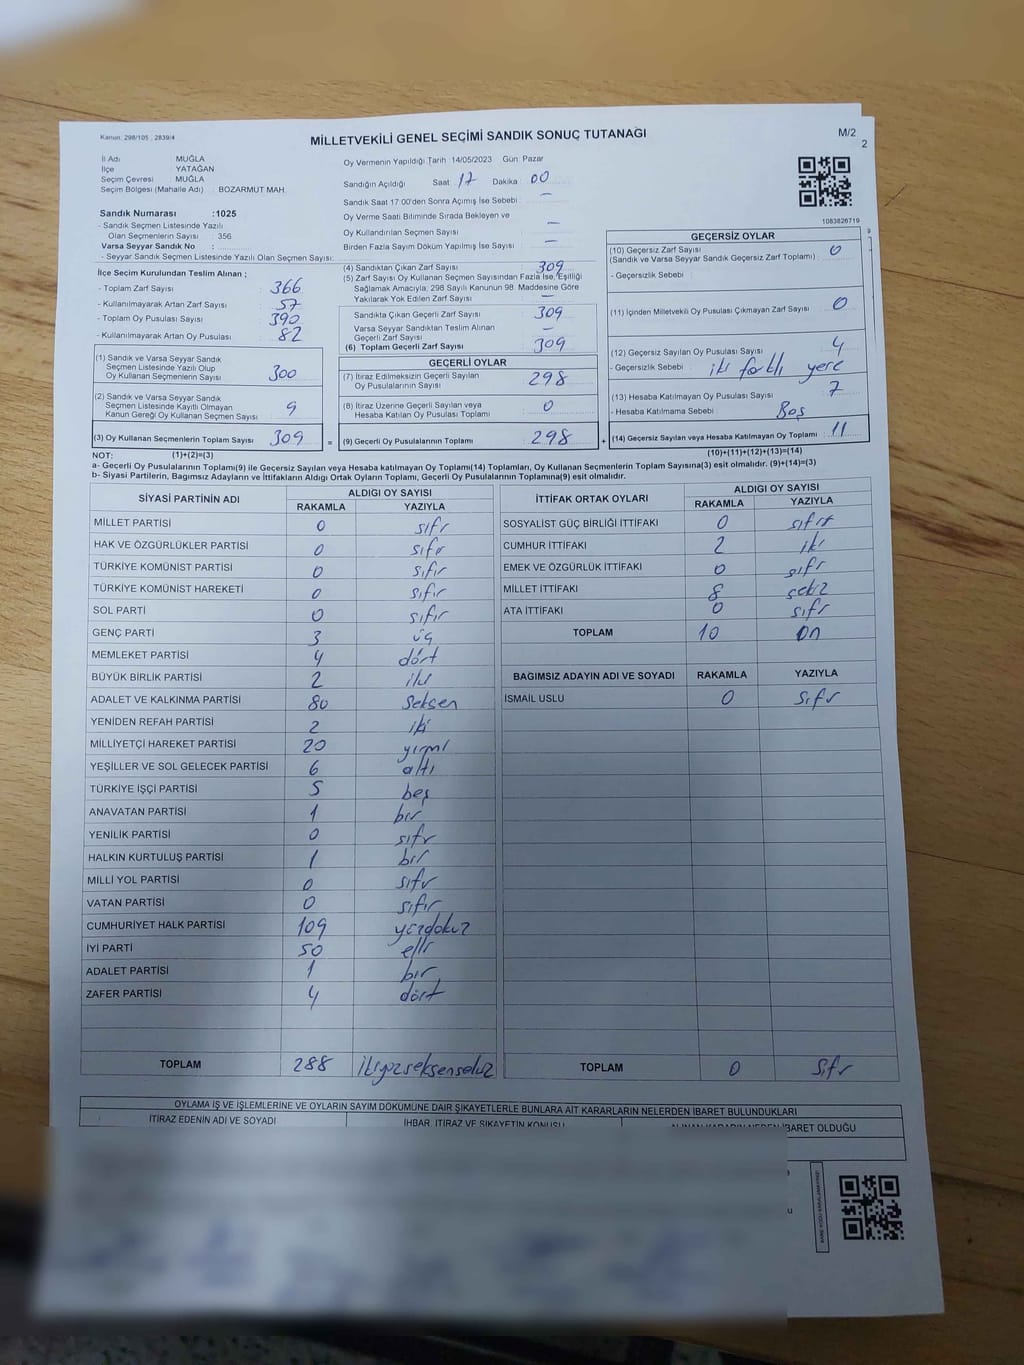 Kanun: 298/105 , 2839/4
MİLLETVEKİLİ GENEL SEÇİMİ SANDIK SONUÇ TUTANAĞI
M/2
2
İl Adı MUĞLA
İlçe YATAĞAN
Seçim Çevresi MUĞLA
Seçim Bölgesi (Mahalle Adı) : BOZARMUT MAH.
Sandık Numarası :1025
- Sandık Seçmen Listesinde Yazılı
Olan Seçmenlerin Sayısı : 356
Varsa Seyyar Sandık No :
- Seyyar Sandık Seçmen Listesinde Yazılı Olan Seçmen Sayısı:
Oy Vermenin Yapıldığı Tarih 14/05/2023 Gün Pazar
Sandığın Açıldığı Saat 17 Dakika 00
Sandık Saat 17:00'den Sonra Açımış İse Sebebi : –
Oy Verme Saati Bitiminde Sırada Bekleyen ve
Oy Kullandırılan Seçmen Sayısı : –
Birden Fazla Sayım Döküm Yapılmış İse Sayısı : –
1083826719
İlçe Seçim Kurulundan Teslim Alınan ;
- Toplam Zarf Sayısı : 366
- Kullanılmayarak Artan Zarf Sayısı : 57
- Toplam Oy Pusulası Sayısı : 390
- Kullanılmayarak Artan Oy Pusulası : 82
(4) Sandıktan Çıkan Zarf Sayısı : 309
(5) Zarf Sayısı Oy Kullanan Seçmen Sayısından Fazla İse, Eşitliği
Sağlamak Amacıyla; 298 Sayılı Kanunun 98. Maddesine Göre
Yakılarak Yok Edilen Zarf Sayısı : –
Sandıkta Çıkan Geçerli Zarf Sayısı : 309
Varsa Seyyar Sandıktan Teslim Alınan
Geçerli Zarf Sayısı : –
(6) Toplam Geçerli Zarf Sayısı : 309
GEÇERSİZ OYLAR
(10) Geçersiz Zarf Sayısı
(Sandık ve Varsa Seyyar Sandık Geçersiz Zarf Toplamı) : 0
- Geçersizlik Sebebi :
(11) İçinden Milletvekili Oy Pusulası Çıkmayan Zarf Sayısı : 0
(12) Geçersiz Sayılan Oy Pusulası Sayısı : 4
- Geçersizlik Sebebi : iki farklı yere
(13) Hesaba Katılmayan Oy Pusulası Sayısı : 7
- Hesaba Katılmama Sebebi : Boş
(14) Geçersiz Sayılan veya Hesaba Katılmayan Oy Toplamı : 11
(1) Sandık ve Varsa Seyyar Sandık
Seçmen Listesinde Yazılı Olup
Oy Kullanan Seçmenlerin Sayısı : 300
(2) Sandık ve Varsa Seyyar Sandık
Seçmen Listesinde Kayıtlı Olmayan
Kanun Gereği Oy Kullanan Seçmen Sayısı : 9
(3) Oy Kullanan Seçmenlerin Toplam Sayısı : 309 =
GEÇERLİ OYLAR
(7) İtiraz Edilmeksizin Geçerli Sayılan
Oy Pusulalarının Sayısı : 298
(8) İtiraz Üzerine Geçerli Sayılan veya
Hesaba Katılan Oy Pusulası Toplamı : 0
(9) Geçerli Oy Pusulalarının Toplamı : 298 +
NOT: (1)+(2)=(3)
(10)+(11)+(12)+(13)=(14)
a- Geçerli Oy Pusulalarının Toplamı(9) ile Geçersiz Sayılan veya Hesaba katılmayan Oy Toplamı(14) Toplamları, Oy Kullanan Seçmenlerin Toplam Sayısına(3) eşit olmalıdır. (9)+(14)=(3)
b- Siyasi Partilerin, Bağımsız Adayların ve İttifakların Aldığı Ortak Oyların Toplamı, Geçerli Oy Pusulalarının Toplamına(9) eşit olmalıdır.
SİYASİ PARTİNİN ADI ALDIĞI OY SAYISI
RAKAMLA YAZIYLA
MİLLET PARTİSİ 0 sıfr
HAK VE ÖZGÜRLÜKLER PARTİSİ 0 sıfır
TÜRKİYE KOMÜNİST PARTİSİ 0 sıfır
TÜRKİYE KOMÜNİST HAREKETİ 0 sıfır
SOL PARTİ 0 sıfır
GENÇ PARTİ 3 üç
MEMLEKET PARTİSİ 4 dört
BÜYÜK BİRLİK PARTİSİ 2 iki
ADALET VE KALKINMA PARTİSİ 80 Seksen
YENİDEN REFAH PARTİSİ 2 iki
MİLLİYETÇİ HAREKET PARTİSİ 20 yirmi
YEŞİLLER VE SOL GELECEK PARTİSİ 6 altı
TÜRKİYE İŞÇİ PARTİSİ 5 beş
ANAVATAN PARTİSİ 1 bir
YENİLİK PARTİSİ 0 sıfır
HALKIN KURTULUŞ PARTİSİ 1 bir
MİLLİ YOL PARTİSİ 0 sıfır
VATAN PARTİSİ 0 sıfır
CUMHURİYET HALK PARTİSİ 109 yüzdokuz
İYİ PARTİ 50 elli
ADALET PARTİSİ 1 bir
ZAFER PARTİSİ 4 dört
TOPLAM 288 ikiyüzseksensekiz
İTTİFAK ORTAK OYLARI ALDIĞI OY SAYISI
RAKAMLA YAZIYLA
SOSYALİST GÜÇ BİRLİĞİ İTTİFAKI 0 sıfır
CUMHUR İTTİFAKI 2 iki
EMEK VE ÖZGÜRLÜK İTTİFAKI 0 sıfr
MİLLET İTTİFAKI 8 sekiz
ATA İTTİFAKI 0 sıfr
TOPLAM 10 on
BAĞIMSIZ ADAYIN ADI VE SOYADI RAKAMLA YAZIYLA
İSMAİL USLU 0 Sıfr
TOPLAM 0 Sıfr
OYLAMA İŞ VE İŞLEMLERİNE VE OYLARIN SAYIM DÖKÜMÜNE DAİR ŞİKAYETLERLE BUNLARA AİT KARARLARIN NELERDEN İBARET BULUNDUKLARI
İTİRAZ EDENİN ADI VE SOYADI İHBAR, İTİRAZ VE ŞİKAYETİN KONUSU ALINAN KARARIN NEDEN İBARET OLDUĞU